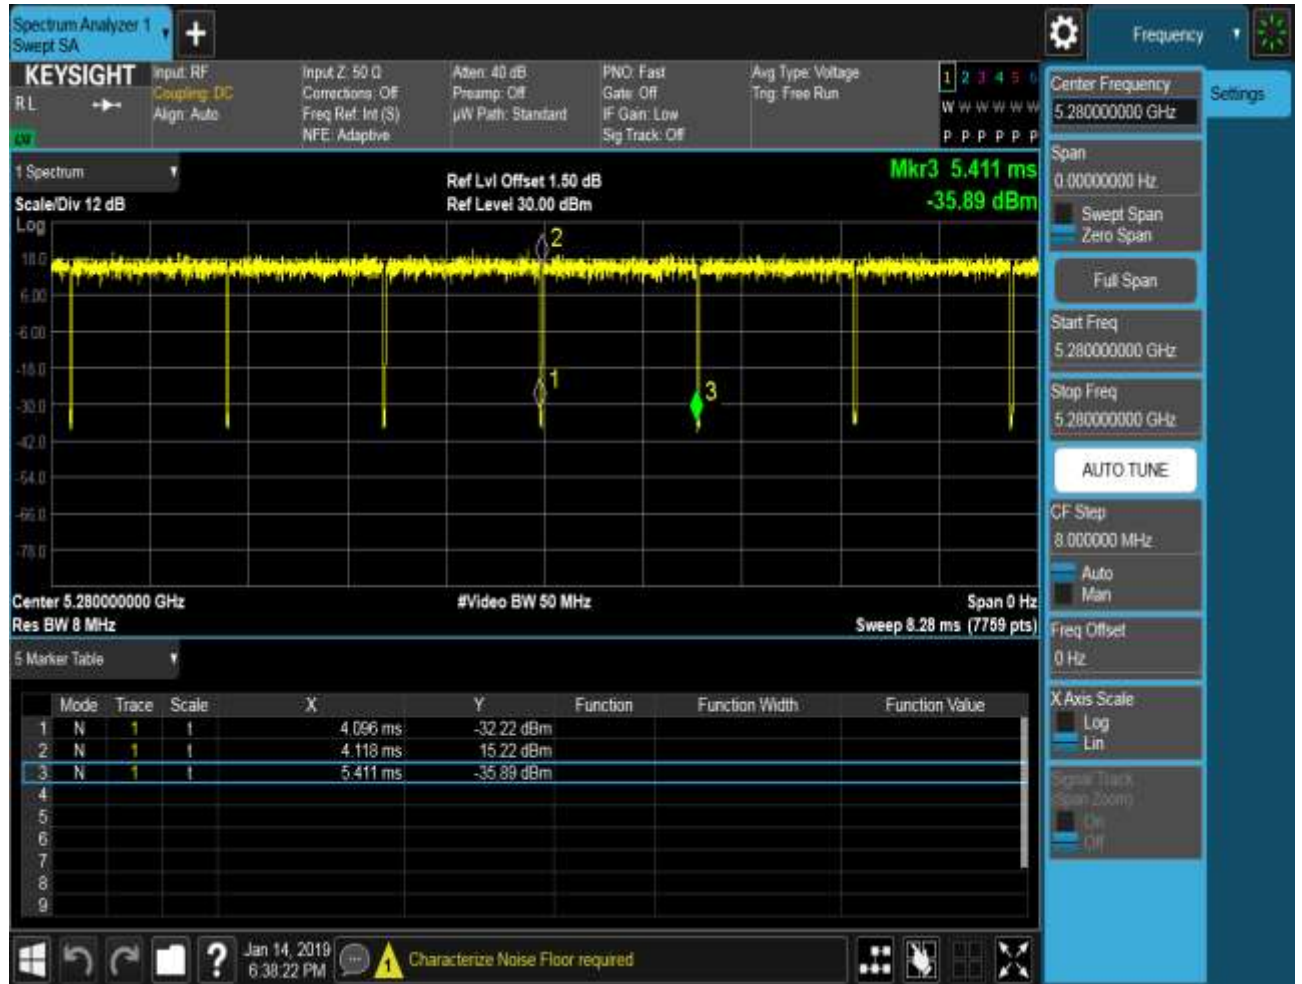 Spectrum Analyzer 1
Swept SA
Frequency
KEYSIGHT
RL
Input: RF
Coupling: DC
Align: Auto
Input Z: 50 Ω
Corrections: Off
Freq Ref: Int (S)
NFE: Adaptive
Atten: 40 dB
Preamp: Off
µW Path: Standard
PNO: Fast
Gate: Off
IF Gain: Low
Sig Track: Off
Avg Type: Voltage
Trig: Free Run
1 2 3 4 5 6
W W W W W W
P P P P P P
1 Spectrum
Scale/Div 12 dB
Ref Lvl Offset 1.50 dB
Ref Level 30.00 dBm
Mkr3 5.411 ms
-35.89 dBm
Log
18.0
6.00
-6.00
-18.0
-30.0
-42.0
-54.0
-66.0
-78.0
2
1
3
Center 5.280000000 GHz
Res BW 8 MHz
#Video BW 50 MHz
Span 0 Hz
Sweep 8.28 ms (7759 pts)
5 Marker Table
Mode Trace Scale X Y Function Function Width Function Value
1 N 1 t 4.096 ms -32.22 dBm
2 N 1 t 4.118 ms 15.22 dBm
3 N 1 t 5.411 ms -35.89 dBm
4
5
6
7
8
9
Jan 14, 2019
6:38:22 PM
?
1
Characterize Noise Floor required
Settings
Center Frequency
5.280000000 GHz
Span
0.00000000 Hz
Swept Span
Zero Span
Full Span
Start Freq
5.280000000 GHz
Stop Freq
5.280000000 GHz
AUTO TUNE
CF Step
8.000000 MHz
Auto
Man
Freq Offset
0 Hz
X Axis Scale
Log
Lin
Signal Track
(Span Zoom)
On
Off